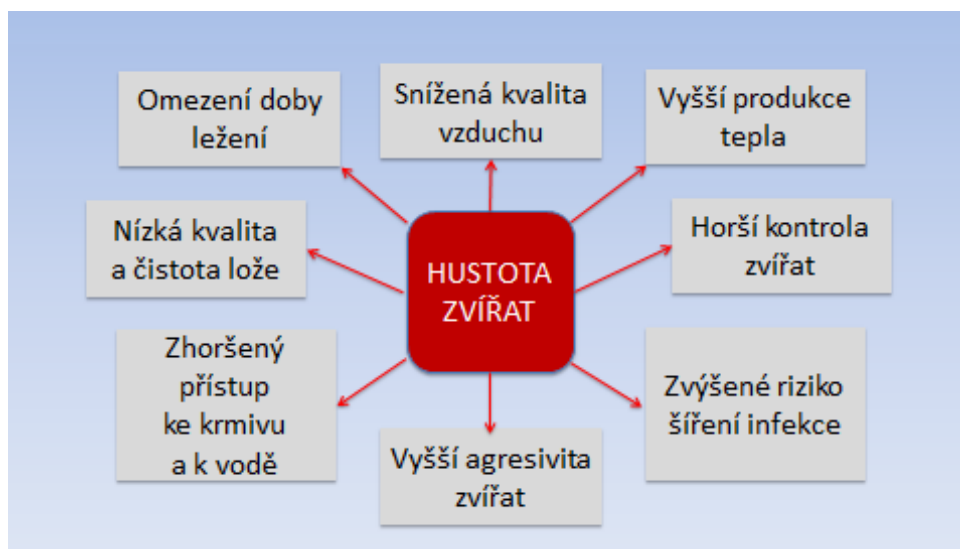 Omezení doby
ležení
Snížená kvalita
vzduchu
Vyšší produkce
tepla
Nízká kvalita
a čistota lože
HUSTOTA
ZVÍŘAT
Horší kontrola
zvířat
Zhoršený
přístup
ke krmivu
a k vodě
Vyšší agresivita
zvířat
Zvýšené riziko
šíření infekce